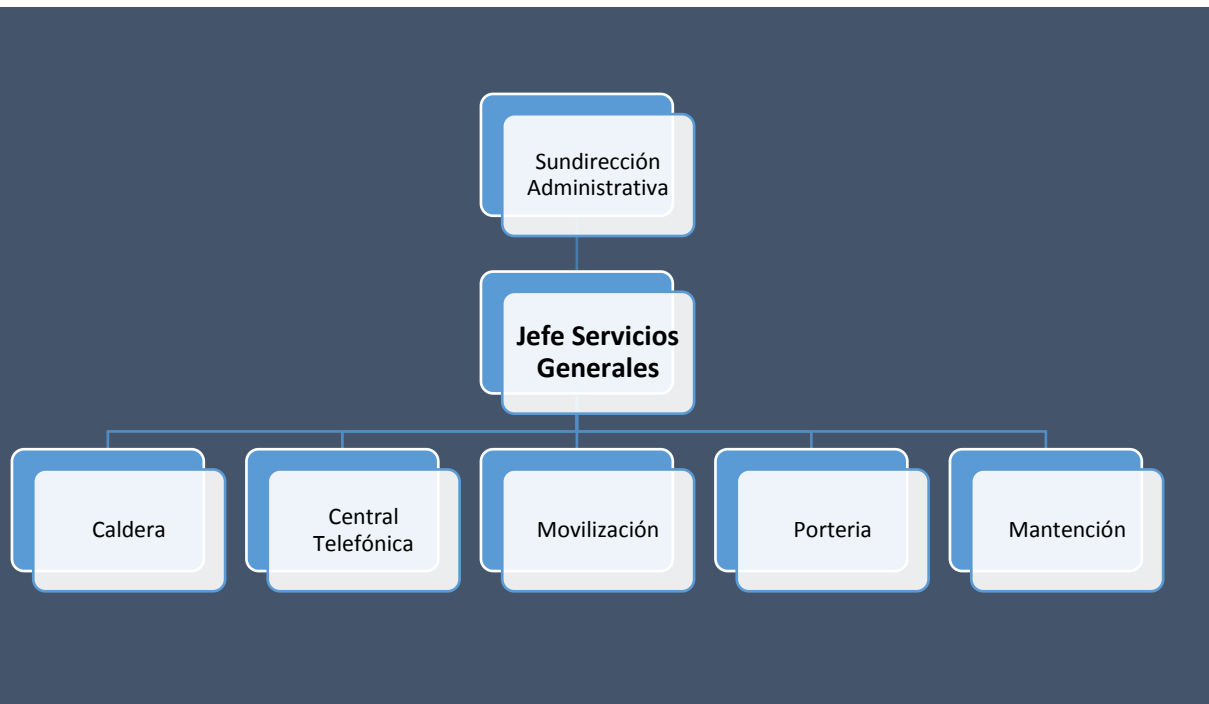 Sundirección
Administrativa
Jefe Servicios
Generales
Caldera
Central
Telefónica
Movilización
Porteria
Mantención